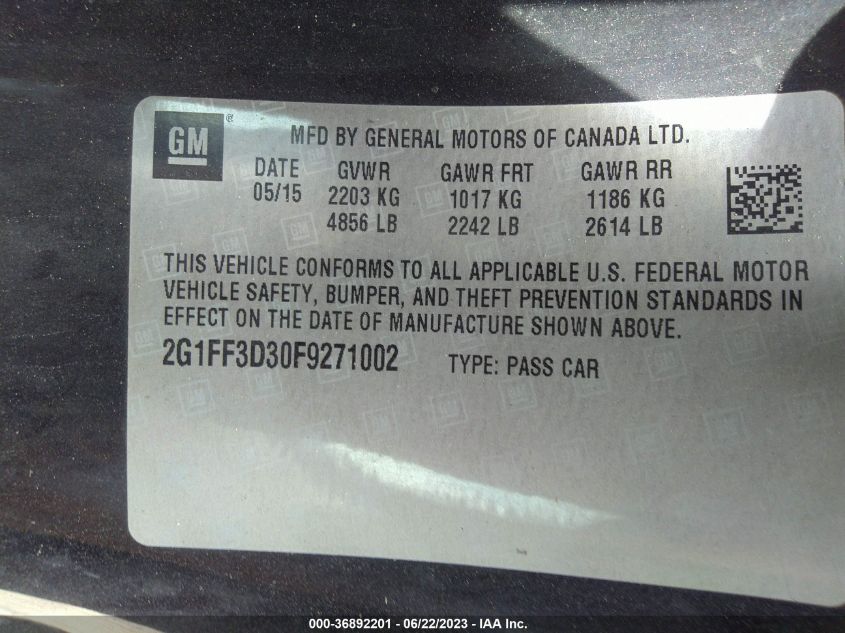 GM ®
MFD BY GENERAL MOTORS OF CANADA LTD.
DATE GVWR GAWR FRT GAWR RR
05/15 2203 KG 1017 KG 1186 KG
4856 LB 2242 LB 2614 LB
THIS VEHICLE CONFORMS TO ALL APPLICABLE U.S. FEDERAL MOTOR
VEHICLE SAFETY, BUMPER, AND THEFT PREVENTION STANDARDS IN
EFFECT ON THE DATE OF MANUFACTURE SHOWN ABOVE.
2G1FF3D30F9271002 TYPE: PASS CAR
000-36892201 - 06/22/2023 - IAA Inc.